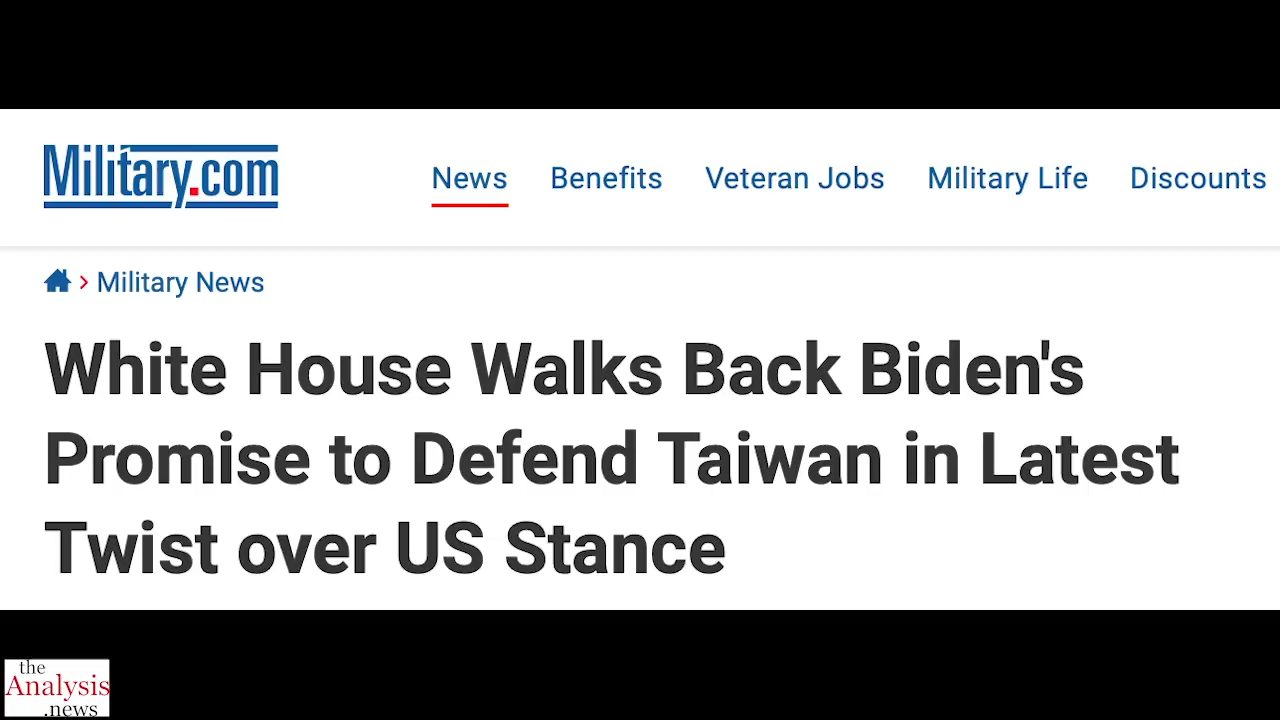 Military.com
News Benefits Veteran Jobs Military Life Discounts
Military News
White House Walks Back Biden's
Promise to Defend Taiwan in Latest
Twist over US Stance
the
Analysis
.news